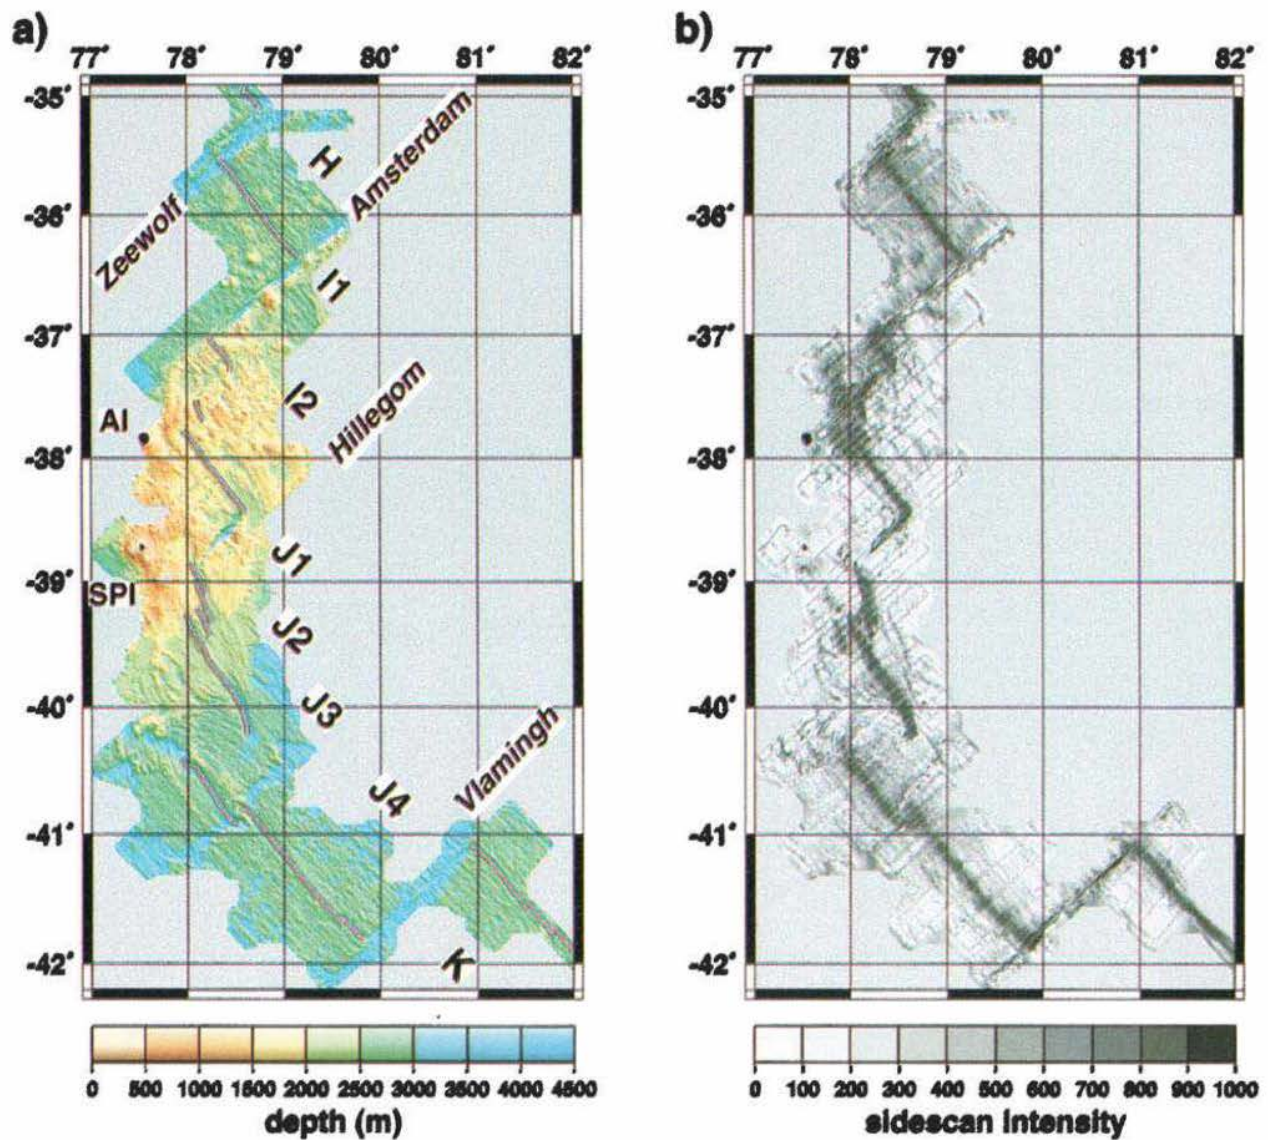 a)
77° 78° 79° 80° 81° 82°
-35°
-36°
-37°
-38°
-39°
-40°
-41°
-42°
Zeewolf
H
Amsterdam
I1
I2
Hillegom
AI
SPI
J1
J2
J3
J4
Vlamingh
K
0 500 1000 1500 2000 2500 3000 3500 4000 4500
depth (m)
b)
77° 78° 79° 80° 81° 82°
-35°
-36°
-37°
-38°
-39°
-40°
-41°
-42°
0 100 200 300 400 500 600 700 800 900 1000
sidescan intensity